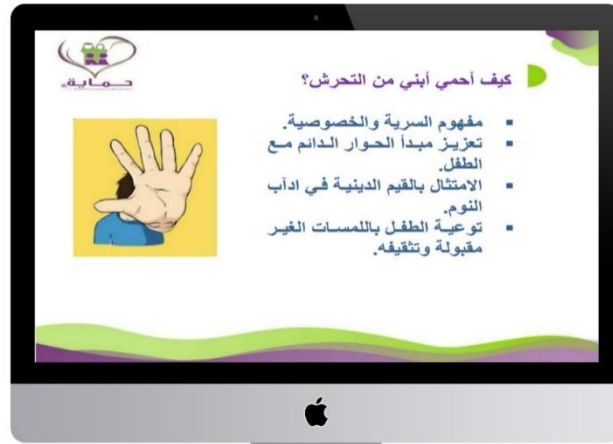 حماية
كيف أحمي أبني من التحرش؟
▪ مفهوم السرية والخصوصية.
▪ تعزيز مبدأ الحوار الدائم مع
الطفل.
▪ الامتثال بالقيم الدينية في ادآب
النوم.
▪ توعية الطفل باللمسات الغير
مقبولة وتثقيفه.